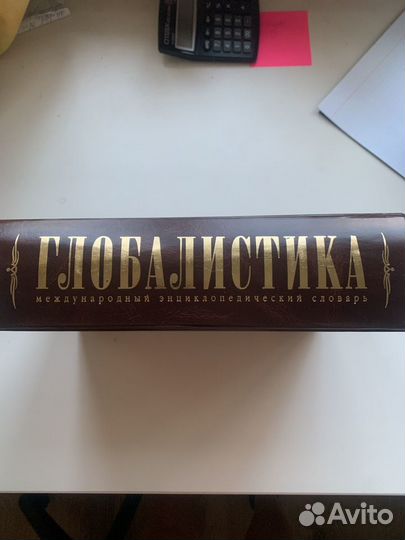 ГЛОБАЛИСТИКА
международный энциклопедический словарь
Avito